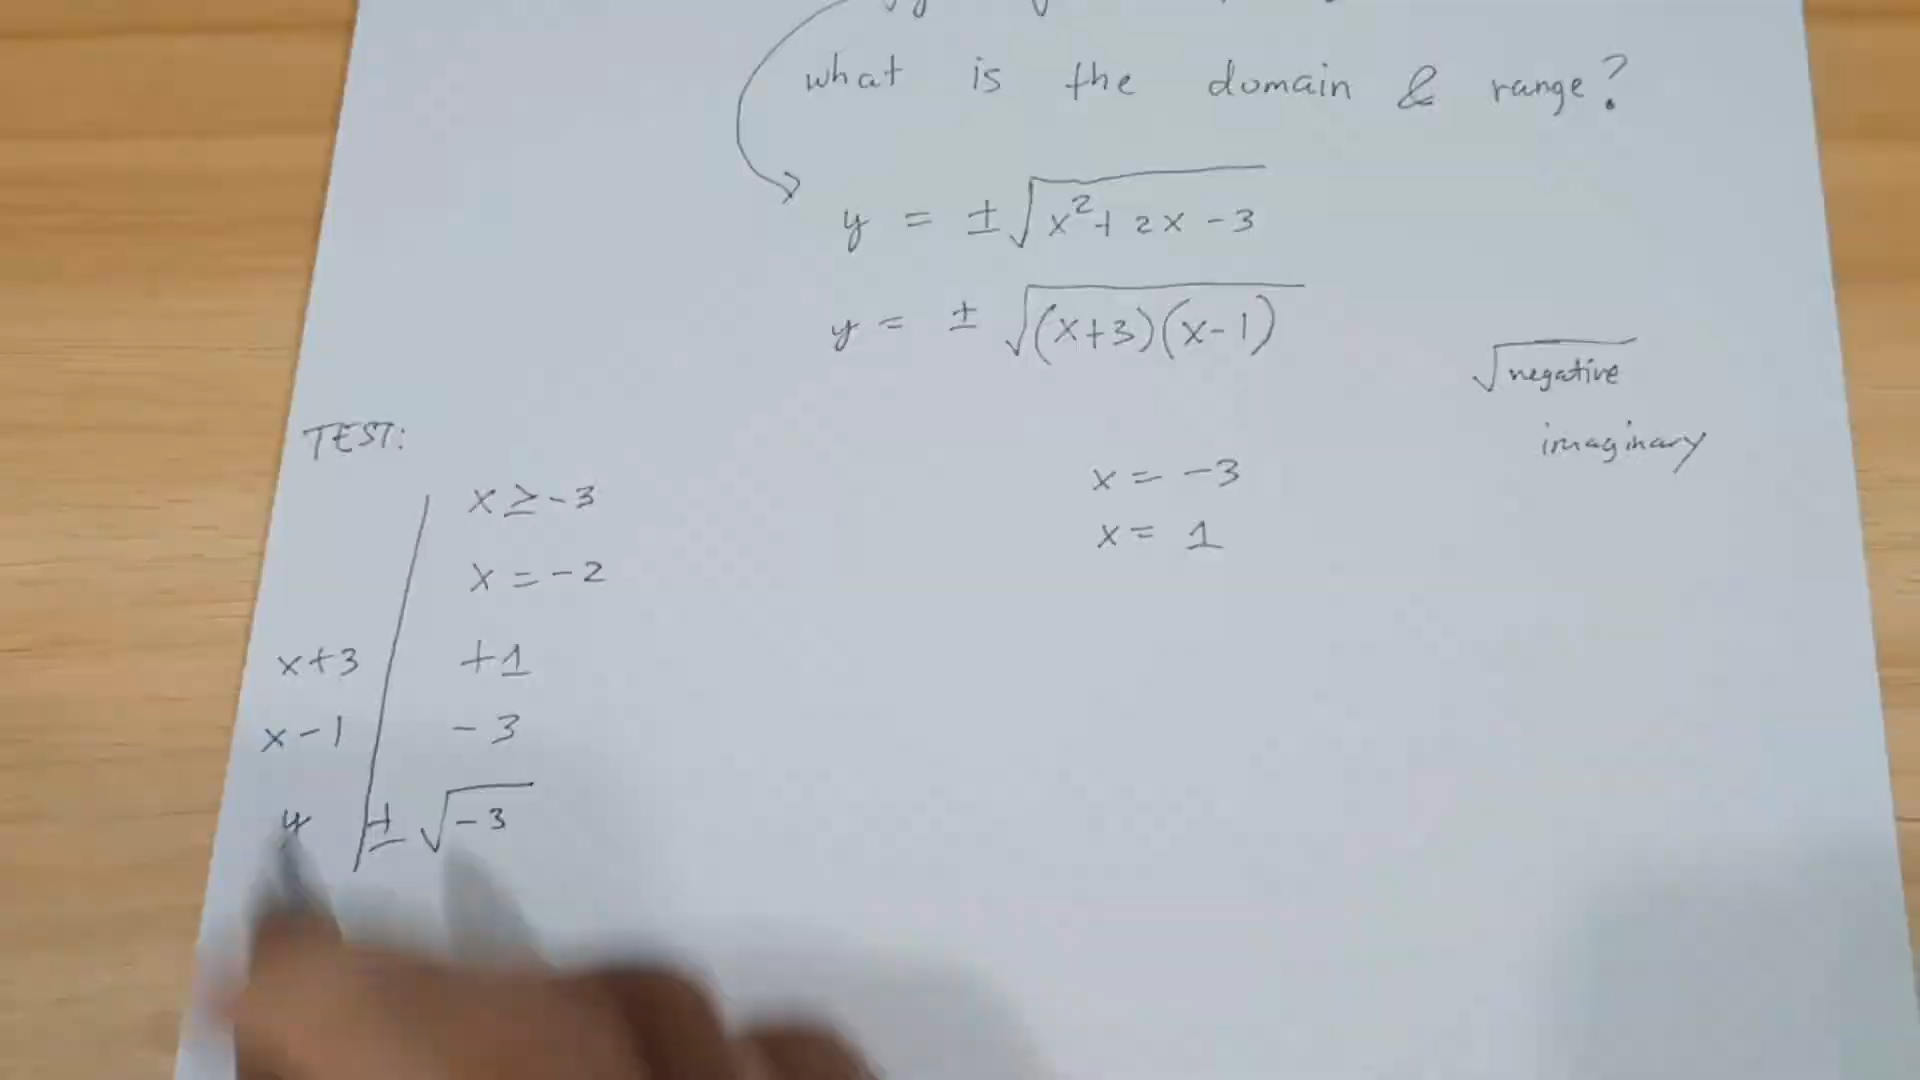 what is the domain & range?
y = ±√x²+2x-3
y = ± √(x+3)(x-1)
√negative
imaginary
x = -3
x = 1
TEST:
x ≥ -3
x = -2
x+3 +1
x-1 -3
y ± √-3